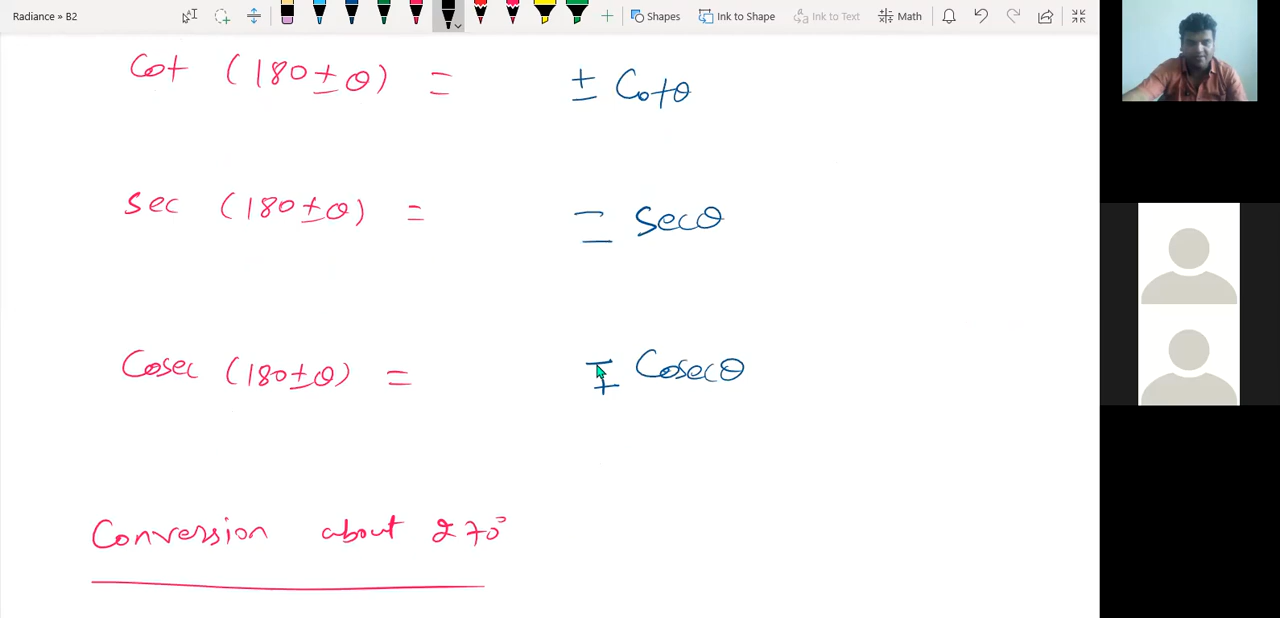 Radiance » B2
Shapes
Ink to Shape
Ink to Text
Math
Cot (180 ± θ) = ± Cotθ
sec (180 ± θ) = = secθ
Cosec (180 ± θ) = ∓ Cosecθ
Conversion about 270°